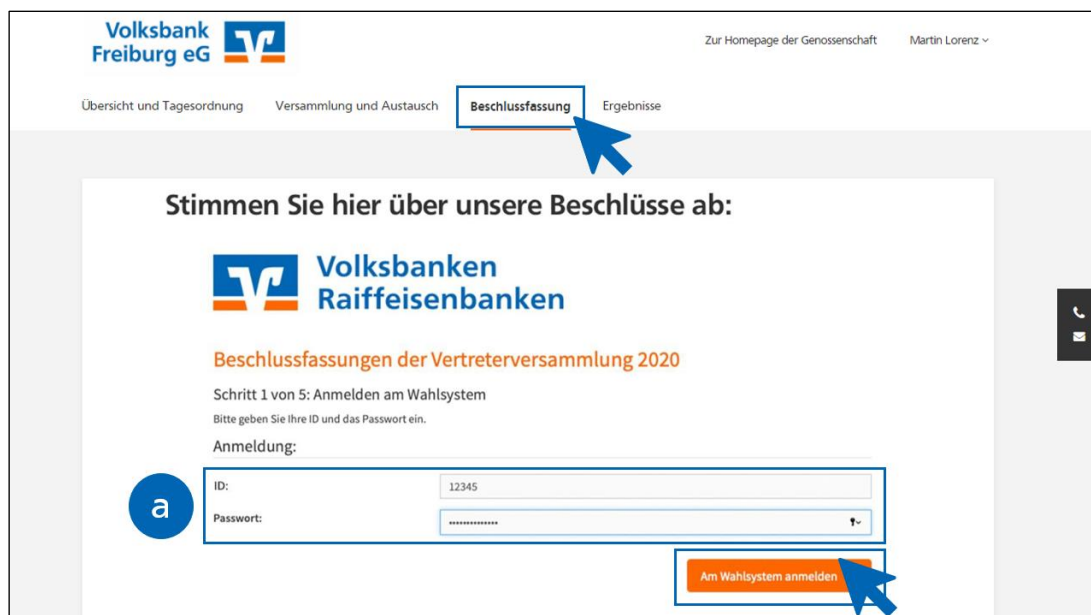 Volksbank
Freiburg eG
Zur Homepage der Genossenschaft Martin Lorenz
Übersicht und Tagesordnung Versammlung und Austausch Beschlussfassung Ergebnisse
Stimmen Sie hier über unsere Beschlüsse ab:
Volksbanken
Raiffeisenbanken
Beschlussfassungen der Vertreterversammlung 2020
Schritt 1 von 5: Anmelden am Wahlsystem
Bitte geben Sie Ihre ID und das Passwort ein.
Anmeldung:
a
ID: 12345
Passwort: ••••••••••••••
Am Wahlsystem anmelden